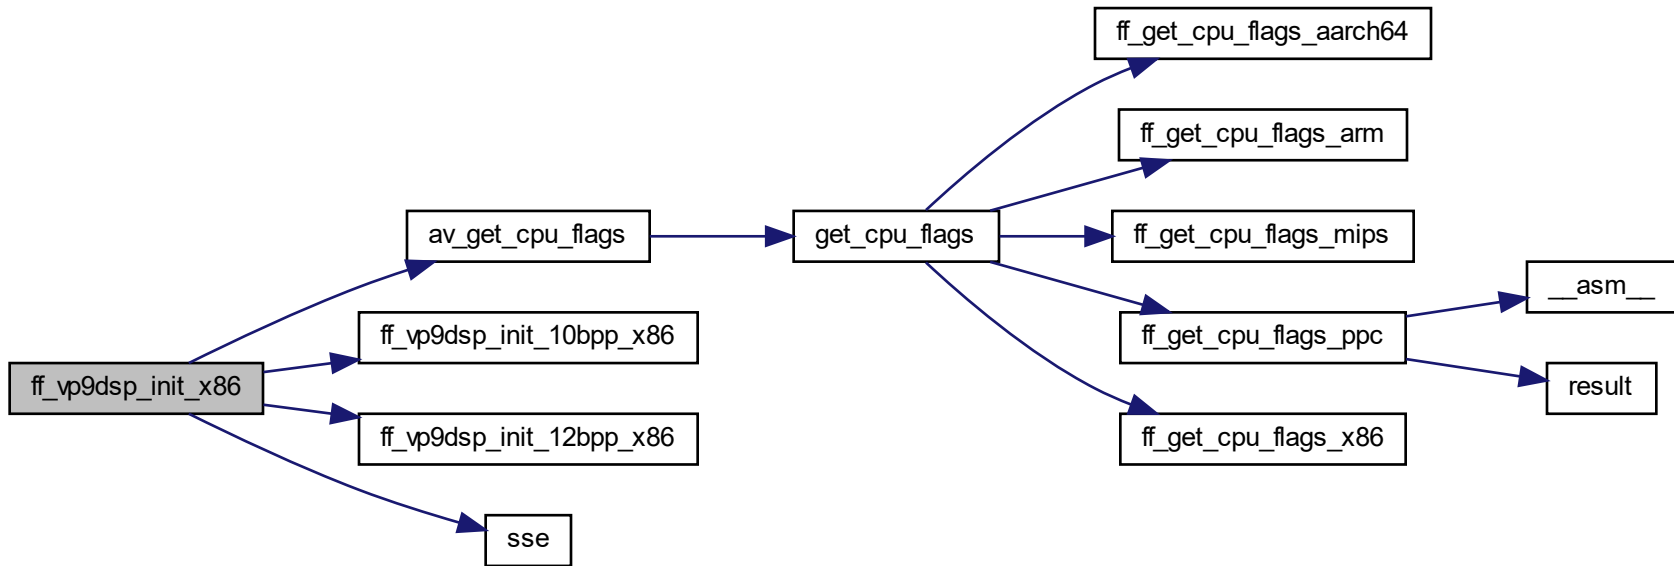 ff_get_cpu_flags_aarch64
ff_get_cpu_flags_arm
av_get_cpu_flags
get_cpu_flags
ff_get_cpu_flags_mips
__asm__
ff_vp9dsp_init_10bpp_x86
ff_get_cpu_flags_ppc
ff_vp9dsp_init_x86
result
ff_vp9dsp_init_12bpp_x86
ff_get_cpu_flags_x86
sse